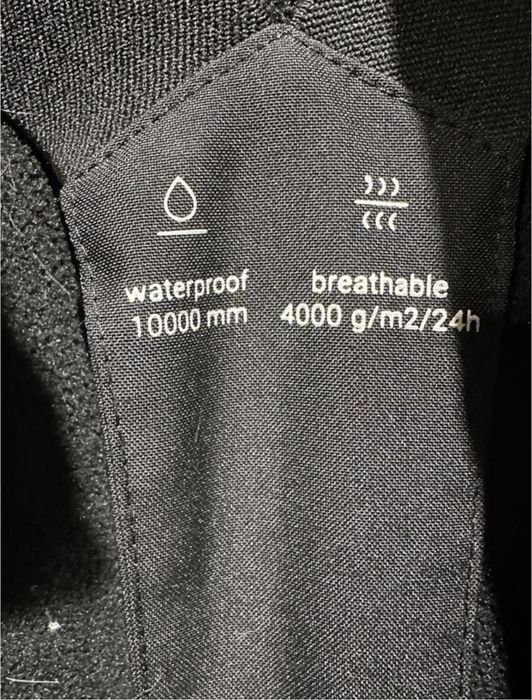 waterproof breathable
10000 mm 4000 g/m2/24h